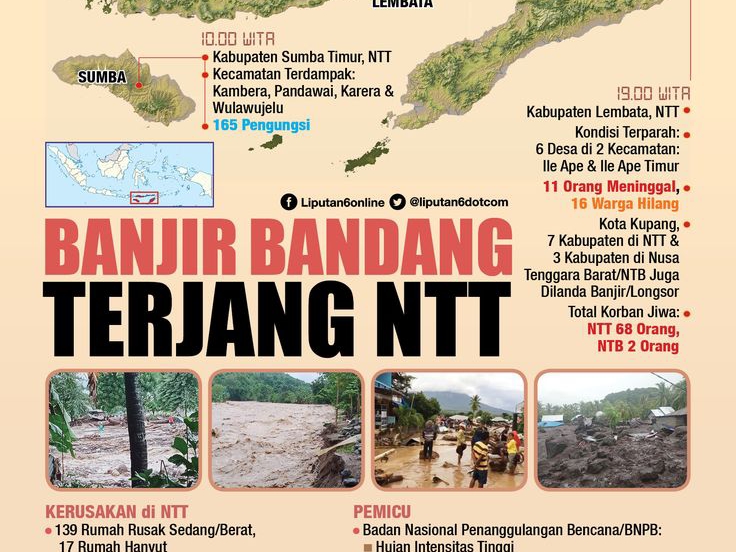 LEMBATA
10.00 WITA
Kabupaten Sumba Timur, NTT
Kecamatan Terdampak:
Kambera, Pandawai, Karera &
Wulawujelu
165 Pengungsi
SUMBA
19.00 WITA
Kabupaten Lembata, NTT
Kondisi Terparah:
6 Desa di 2 Kecamatan:
Ile Ape & Ile Ape Timur
11 Orang Meninggal,
16 Warga Hilang
Kota Kupang,
7 Kabupaten di NTT &
3 Kabupaten di Nusa
Tenggara Barat/NTB Juga
Dilanda Banjir/Longsor
Total Korban Jiwa:
NTT 68 Orang,
NTB 2 Orang
Liputan6online @liputan6dotcom
BANJIR BANDANG
TERJANG NTT
KERUSAKAN di NTT
139 Rumah Rusak Sedang/Berat,
17 Rumah Hanyut
PEMICU
Badan Nasional Penanggulangan Bencana/BNPB:
Hujan Intensitas Tinggi